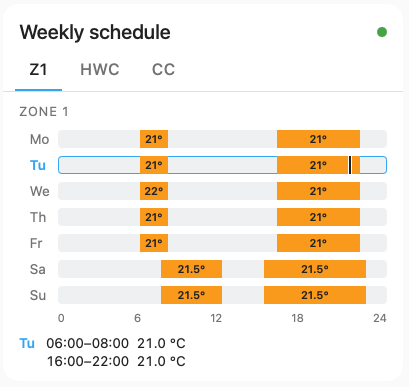 Weekly schedule
Z1 HWC CC
ZONE 1
Mo 21° 21°
Tu 21° 21°
We 22° 21°
Th 21° 21°
Fr 21° 21°
Sa 21.5° 21.5°
Su 21.5° 21.5°
0 6 12 18 24
Tu 06:00–08:00 21.0 °C
16:00–22:00 21.0 °C